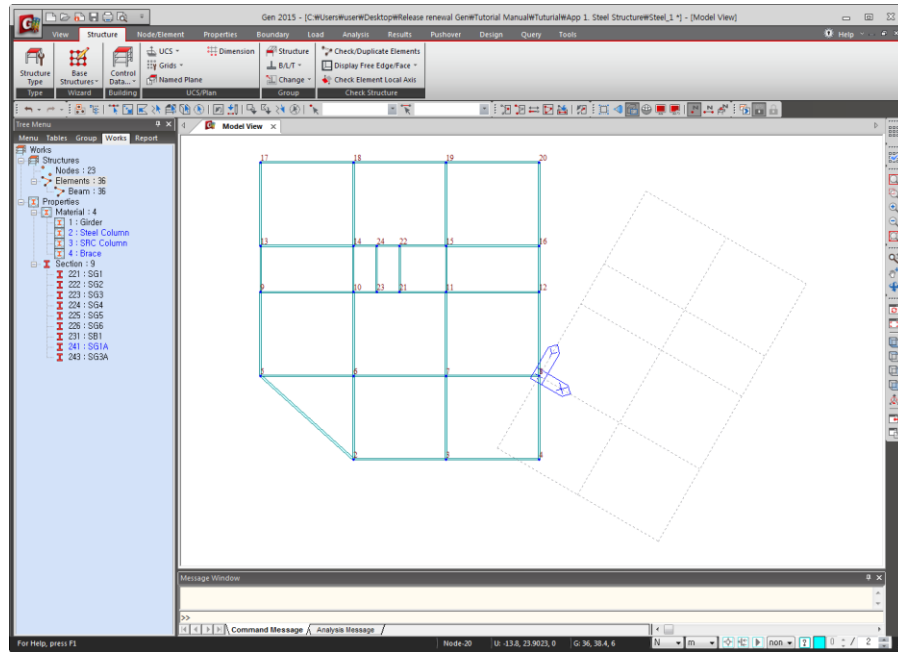 Gen 2015 - [C:₩Users₩user₩Desktop₩Release renewal Gen₩Tutorial Manual₩Tuturial₩App 1. Steel Structure₩Steel_1 *] - [Model View]
View Structure Node/Element Properties Boundary Load Analysis Results Pushover Design Query Tools Help
Structure Type
Base Structures
Control Data...
UCS
Grids
Named Plane
Dimension
Structure
B/L/T
Change
Check/Duplicate Elements
Display Free Edge/Face
Check Element Local Axis
Type Wizard Building UCS/Plan Group Check Structure
Tree Menu
Menu Tables Group Works Report
Model View
Works
Structures
Nodes : 23
Elements : 36
Beam : 36
Properties
Material : 4
1 : Girder
2 : Steel Column
3 : SRC Column
4 : Brace
Section : 9
221 : SG1
222 : SG2
223 : SG3
224 : SG4
225 : SG5
226 : SG6
231 : SB1
241 : SG1A
243 : SG3A
17 18 19 20
13 14 24 22 15 16
9 10 23 21 11 12
5 6 7
Y
X
2 3 4
Message Window
>>
Command Message Analysis Message
For Help, press F1
Node-20
U: -13.8, 23.9023, 0
G: 36, 38.4, 6
N m non ? 0 / 2